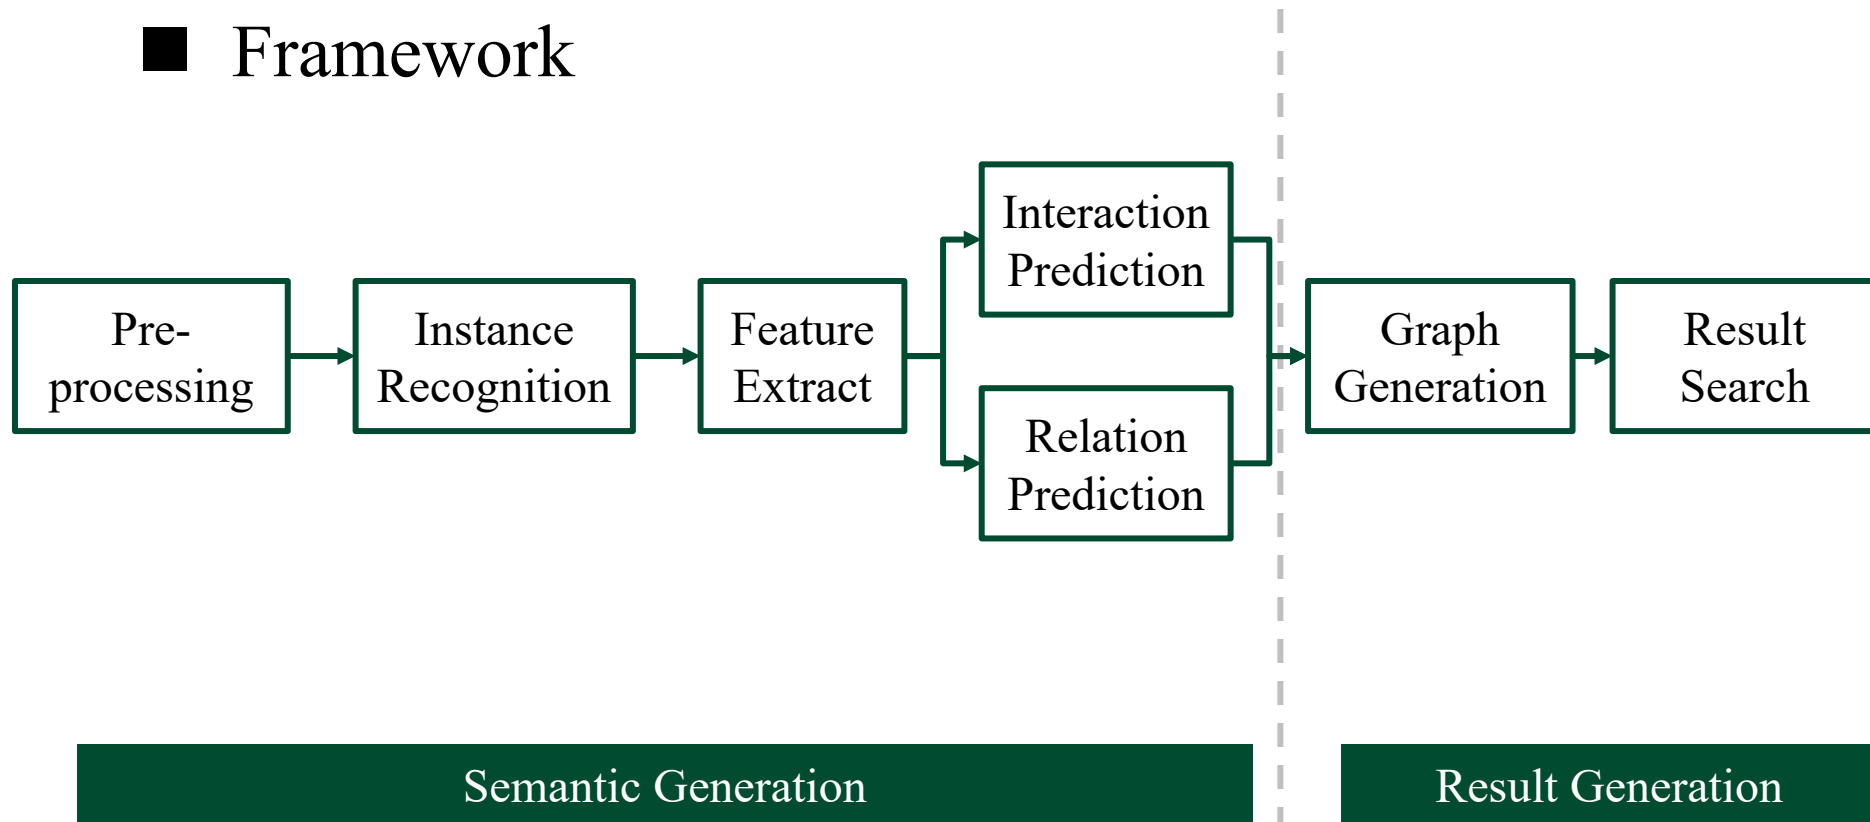 Framework
Pre-
processing
Instance
Recognition
Feature
Extract
Interaction
Prediction
Relation
Prediction
Graph
Generation
Result
Search
Semantic Generation
Result Generation